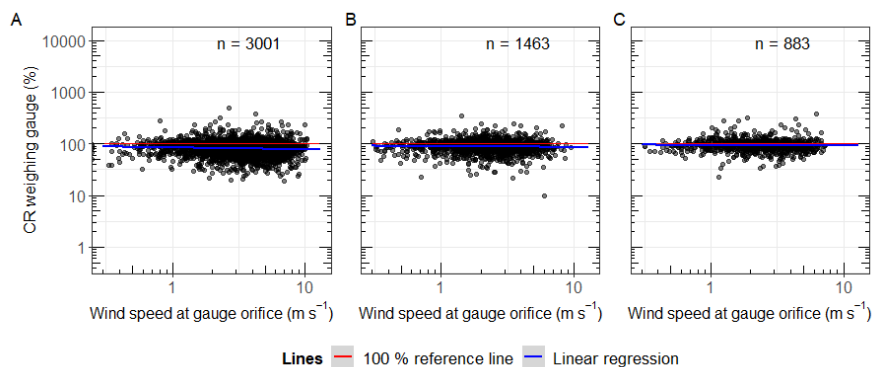 A
B
C
n = 3001
n = 1463
n = 883
CR weighing gauge (%)
10000
1000
100
10
1
1
10
1
10
1
10
Wind speed at gauge orifice (m s⁻¹)
Wind speed at gauge orifice (m s⁻¹)
Wind speed at gauge orifice (m s⁻¹)
Lines 100 % reference line Linear regression